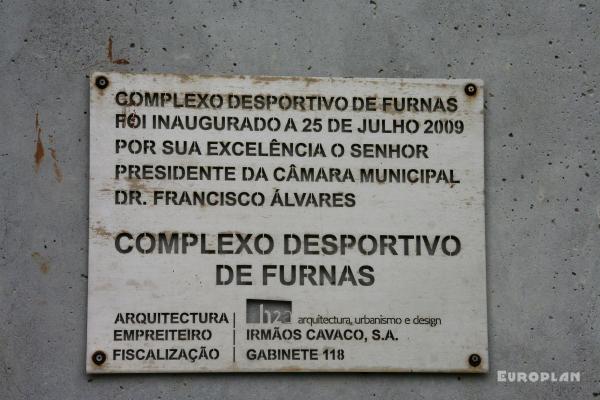 COMPLEXO DESPORTIVO DE FURNAS
FOI INAUGURADO A 25 DE JULHO 2009
POR SUA EXCELÊNCIA O SENHOR
PRESIDENTE DA CÂMARA MUNICIPAL
DR. FRANCISCO ÁLVARES
COMPLEXO DESPORTIVO
DE FURNAS
ARQUITECTURA h2a arquitectura, urbanismo e design
EMPREITEIRO IRMÃOS CAVACO, S.A.
FISCALIZAÇÃO GABINETE 118
EUROPLAN